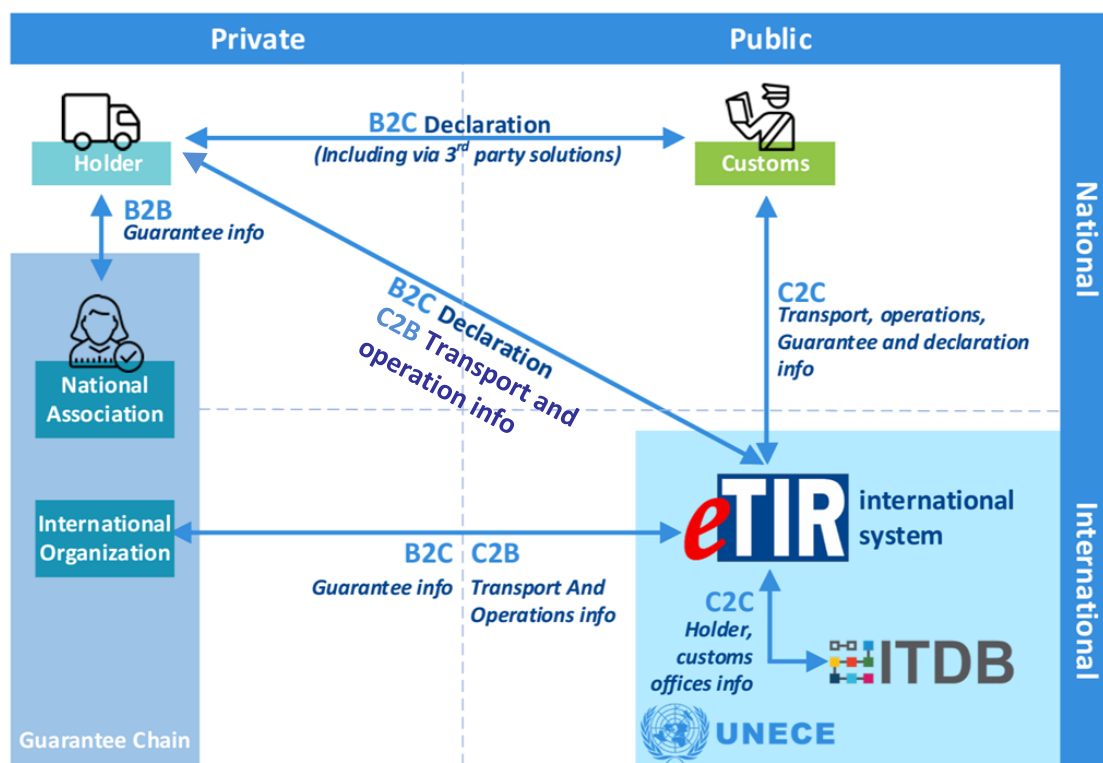 Private
Public
National
International
Holder
B2C Declaration
(Including via 3rd party solutions)
Customs
B2B
Guarantee info
National
Association
B2C Declaration
C2B Transport and
operation info
C2C
Transport, operations,
Guarantee and declaration
info
International
Organization
B2C
Guarantee info
C2B
Transport And
Operations info
eTIR
international
system
C2C
Holder,
customs
offices info
ITDB
UNECE
Guarantee Chain